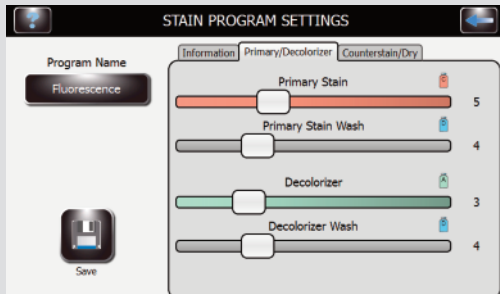 STAIN PROGRAM SETTINGS
Program Name
Fluorescence
Save
Information Primary/Decolorizer Counterstain/Dry
Primary Stain
5
Primary Stain Wash
4
Decolorizer
3
Decolorizer Wash
4